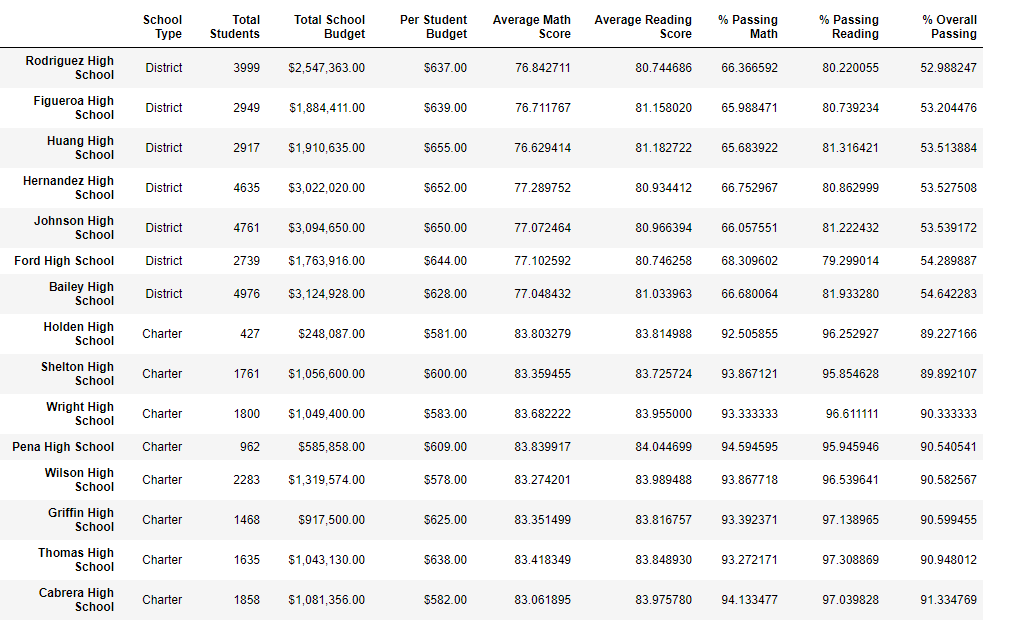 School Type Total Students Total School Budget Per Student Budget Average Math Score Average Reading Score % Passing Math % Passing Reading % Overall Passing
Rodriguez High School District 3999 $2,547,363.00 $637.00 76.842711 80.744686 66.366592 80.220055 52.988247
Figueroa High School District 2949 $1,884,411.00 $639.00 76.711767 81.158020 65.988471 80.739234 53.204476
Huang High School District 2917 $1,910,635.00 $655.00 76.629414 81.182722 65.683922 81.316421 53.513884
Hernandez High School District 4635 $3,022,020.00 $652.00 77.289752 80.934412 66.752967 80.862999 53.527508
Johnson High School District 4761 $3,094,650.00 $650.00 77.072464 80.966394 66.057551 81.222432 53.539172
Ford High School District 2739 $1,763,916.00 $644.00 77.102592 80.746258 68.309602 79.299014 54.289887
Bailey High School District 4976 $3,124,928.00 $628.00 77.048432 81.033963 66.680064 81.933280 54.642283
Holden High School Charter 427 $248,087.00 $581.00 83.803279 83.814988 92.505855 96.252927 89.227166
Shelton High School Charter 1761 $1,056,600.00 $600.00 83.359455 83.725724 93.867121 95.854628 89.892107
Wright High School Charter 1800 $1,049,400.00 $583.00 83.682222 83.955000 93.333333 96.611111 90.333333
Pena High School Charter 962 $585,858.00 $609.00 83.839917 84.044699 94.594595 95.945946 90.540541
Wilson High School Charter 2283 $1,319,574.00 $578.00 83.274201 83.989488 93.867718 96.539641 90.582567
Griffin High School Charter 1468 $917,500.00 $625.00 83.351499 83.816757 93.392371 97.138965 90.599455
Thomas High School Charter 1635 $1,043,130.00 $638.00 83.418349 83.848930 93.272171 97.308869 90.948012
Cabrera High School Charter 1858 $1,081,356.00 $582.00 83.061895 83.975780 94.133477 97.039828 91.334769